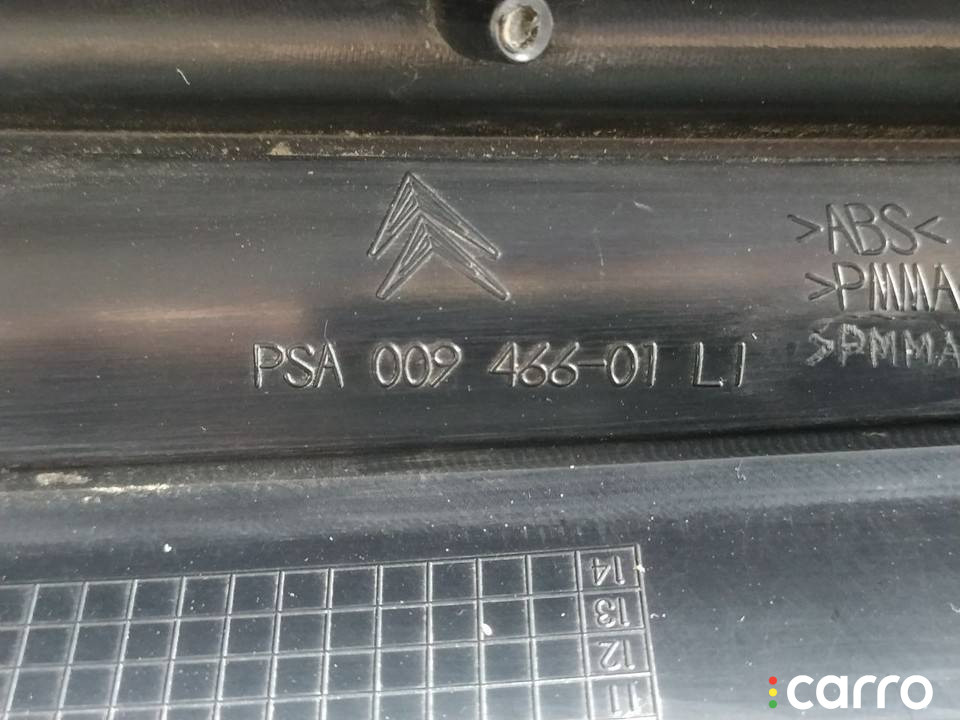 >ABS<
>PMMA
>PMMA
PSA 009 466-01 LI
14
13
12
11
carro